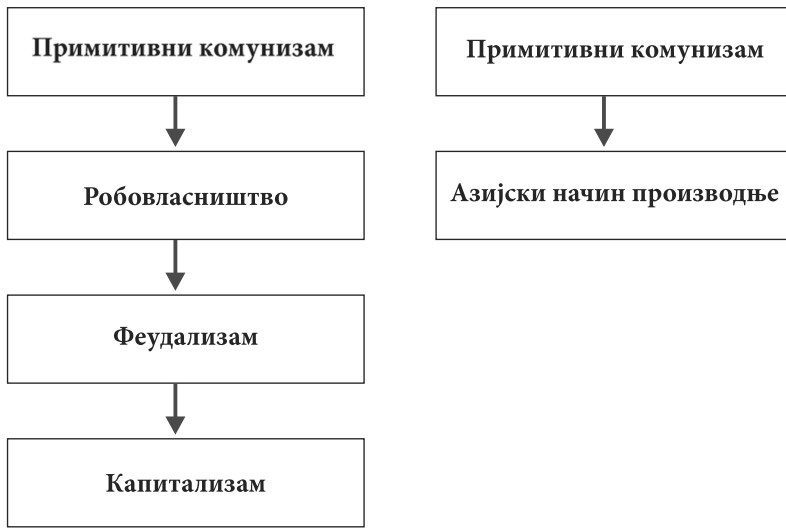 Примитивни комунизам
Робовласништво
Феудализам
Капитализам
Примитивни комунизам
Азијски начин производње